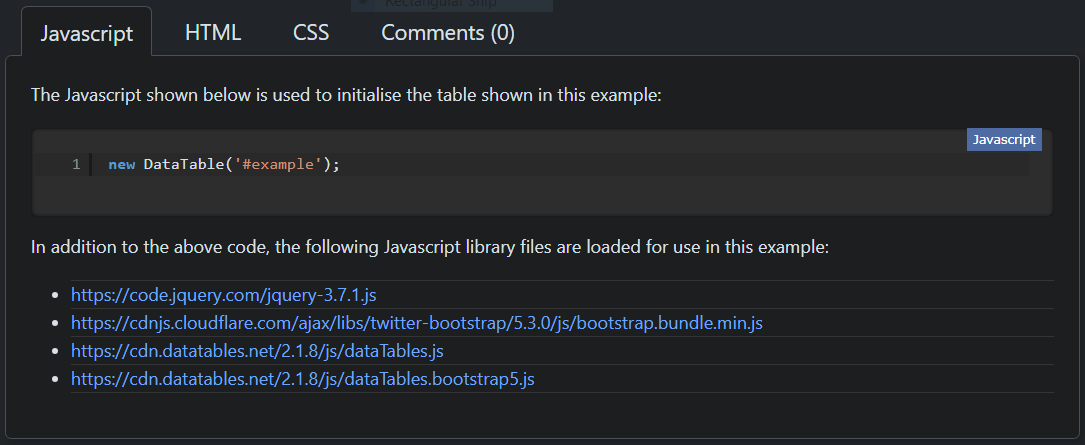 Rectangular Ship
Javascript HTML CSS Comments (0)
The Javascript shown below is used to initialise the table shown in this example:
Javascript
1 new DataTable('#example');
In addition to the above code, the following Javascript library files are loaded for use in this example:
https://code.jquery.com/jquery-3.7.1.js
https://cdnjs.cloudflare.com/ajax/libs/twitter-bootstrap/5.3.0/js/bootstrap.bundle.min.js
https://cdn.datatables.net/2.1.8/js/dataTables.js
https://cdn.datatables.net/2.1.8/js/dataTables.bootstrap5.js